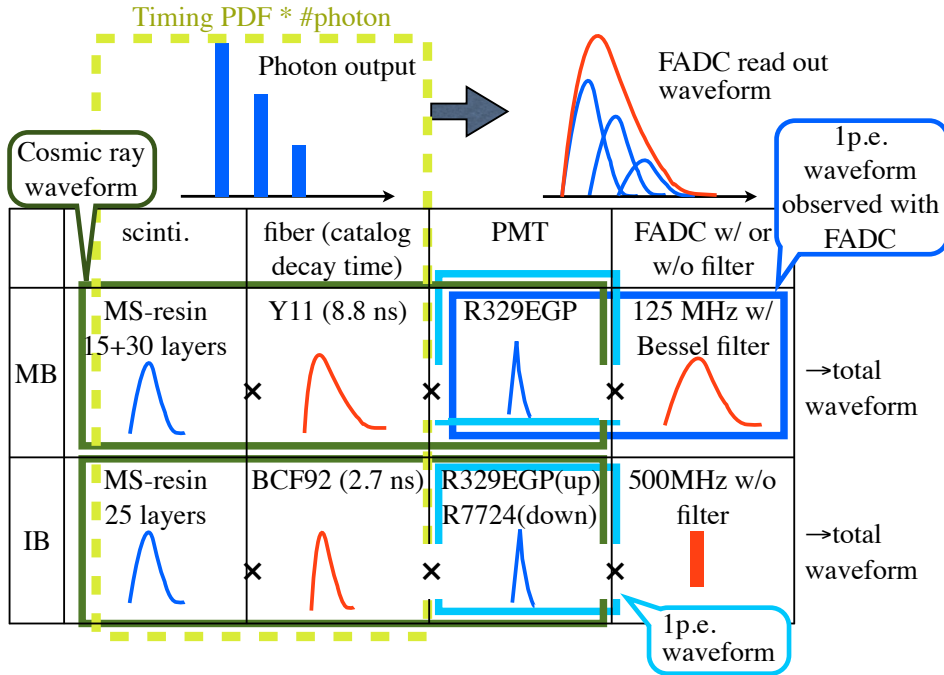 Timing PDF * #photon
Photon output
FADC read out
waveform
Cosmic ray
waveform
1p.e.
waveform
observed with
FADC
scinti.
fiber (catalog
decay time)
PMT
FADC w/ or
w/o filter
MB
MS-resin
15+30 layers
×
Y11 (8.8 ns)
×
R329EGP
×
125 MHz w/
Bessel filter
→total
waveform
IB
MS-resin
25 layers
×
BCF92 (2.7 ns)
×
R329EGP(up)
R7724(down)
×
500MHz w/o
filter
→total
waveform
1p.e.
waveform